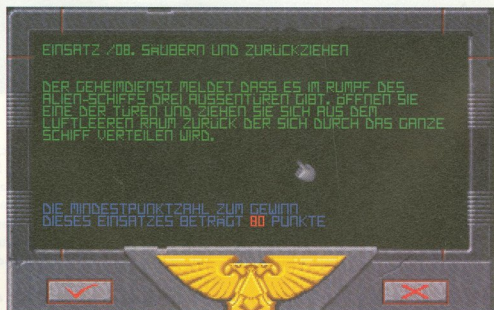 EINSATZ /08. SÄUBERN UND ZURÜCKZIEHEN
DER GEHEIMDIENST MELDET DASS ES IM RUMPF DES
ALIEN-SCHIFFS DREI AUSSENTÜREN GIBT. ÖFFNEN SIE
EINE DER TÜREN UND ZIEHEN SIE SICH AUS DEM
LUFTLEEREN RAUM ZURÜCK DER SICH DURCH DAS GANZE
SCHIFF VERTEILEN WIRD.
DIE MINDESTPUNKTZAHL ZUM GEWINN
DIESES EINSATZES BETRÄGT 80 PUNKTE